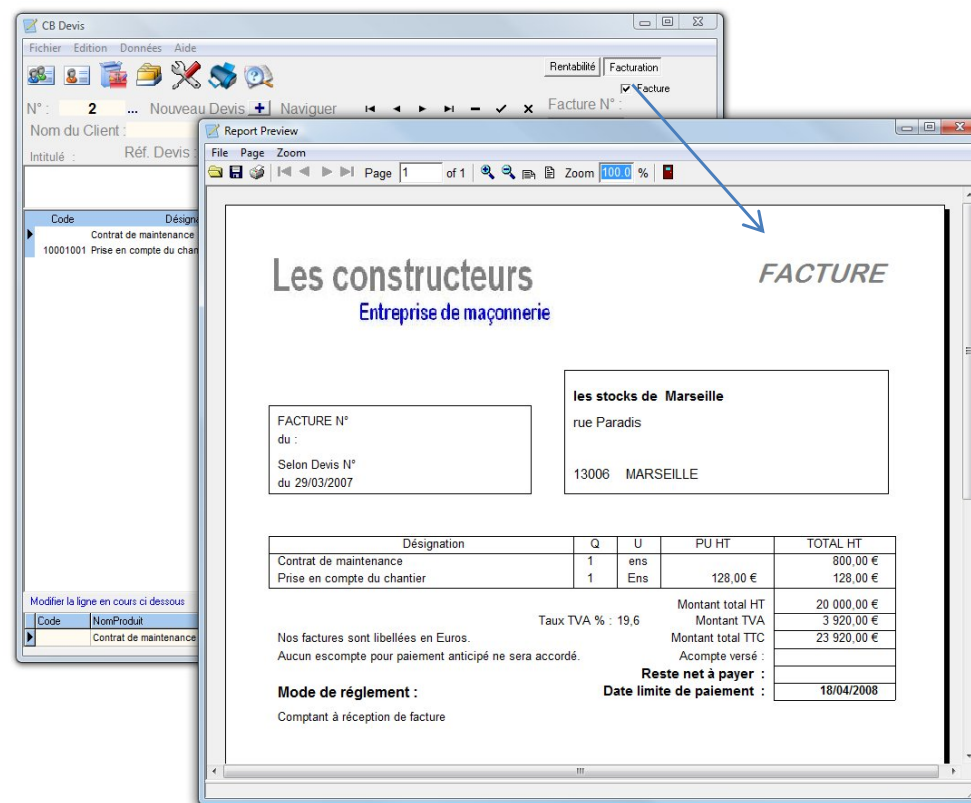 CB Devis
Fichier Edition Données Aide
Rentabilité Facturation
Facture
N° : 2 ... Nouveau Devis + Naviguer Facture N° :
Nom du Client :
Intitulé : Réf. Devis :
Code
Contrat de maintenance
10001001 Prise en compte du
Modifier la ligne en cours ci dessous
Code NomProduit
Contrat de maintenance
Report Preview
File Page Zoom
Page 1 of 1 Zoom 100.0 %
Les constructeurs
FACTURE
Entreprise de maçonnerie
les stocks de Marseille
rue Paradis
13006 MARSEILLE
FACTURE N°
du :
Selon Devis N°
du 29/03/2007
Désignation Q U PU HT TOTAL HT
Contrat de maintenance 1 ens 800,00 €
Prise en compte du chantier 1 Ens 128,00 € 128,00 €
Montant total HT 20 000,00 €
Taux TVA % : 19,6 Montant TVA 3 920,00 €
Nos factures sont libellées en Euros. Montant total TTC 23 920,00 €
Aucun escompte pour paiement anticipé ne sera accordé. Acompte versé :
Reste net à payer :
Mode de réglement : Date limite de paiement : 18/04/2008
Comptant à réception de facture